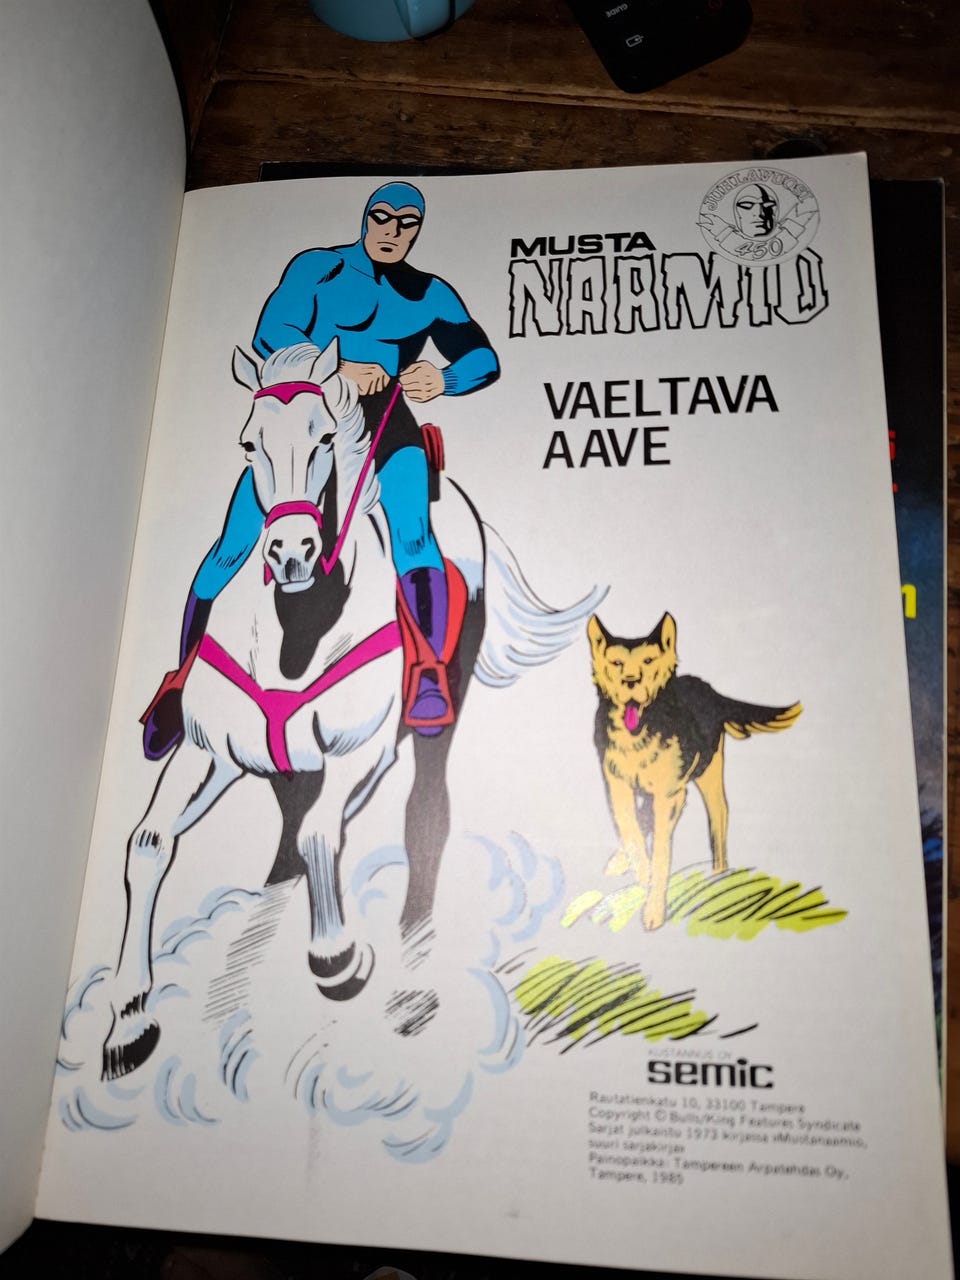 GUIDE
JUHLAVUOSI
450
MUSTA
NAAMIO
VAELTAVA
AAVE
KUSTANNUS OY
semic
Rautatienkatu 10, 33100 Tampere
Copyright © Bulls/King Features Syndicate
Sarjat julkaistu 1973 kirjassa »Mustanaamio,
suuri sarjakirja»
Painopaikka: Tampereen Arpatehdas Oy,
Tampere, 1985